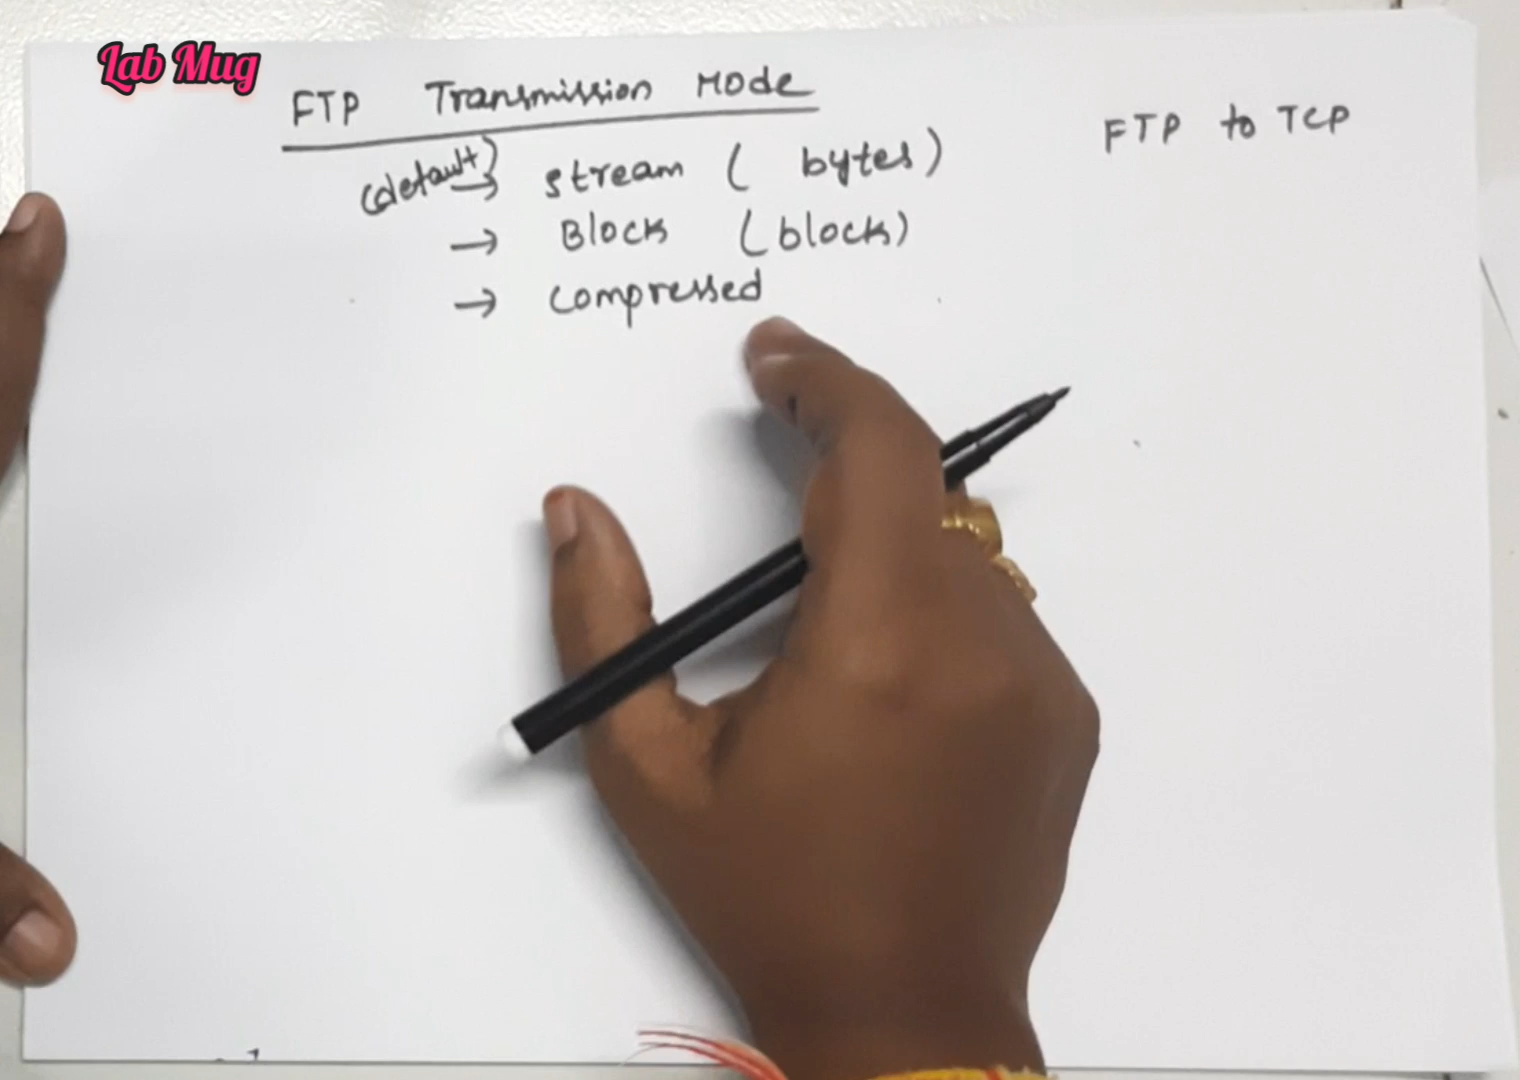 Lab Mug
FTP Transmission Mode
FTP to TCP
(default) → stream (bytes)
→ Block (block)
→ compressed